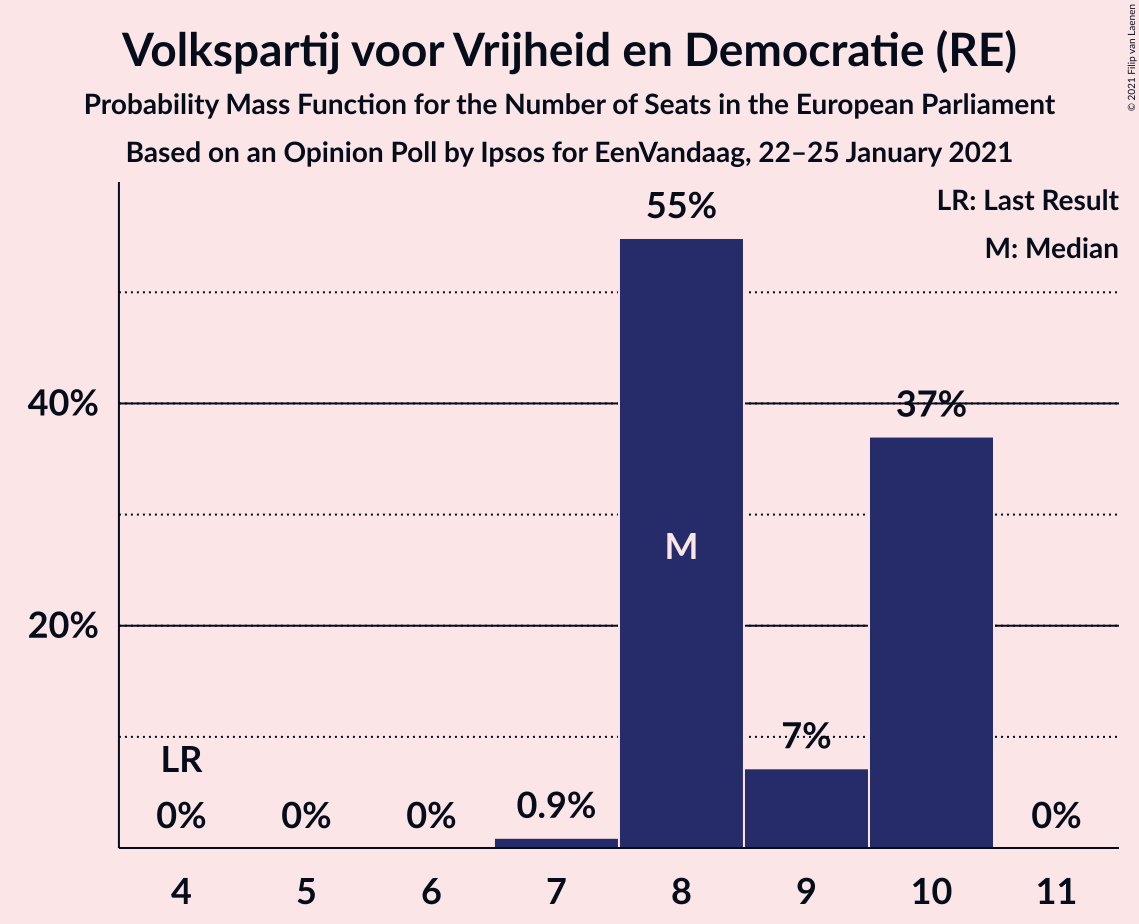 Volkspartij voor Vrijheid en Democratie (RE)
Probability Mass Function for the Number of Seats in the European Parliament
Based on an Opinion Poll by Ipsos for EenVandaag, 22–25 January 2021
© 2021 Filip van Laenen
LR: Last Result
M: Median
55%
40%
37%
M
20%
7%
LR
0.9%
0% 0% 0% 0%
4 5 6 7 8 9 10 11